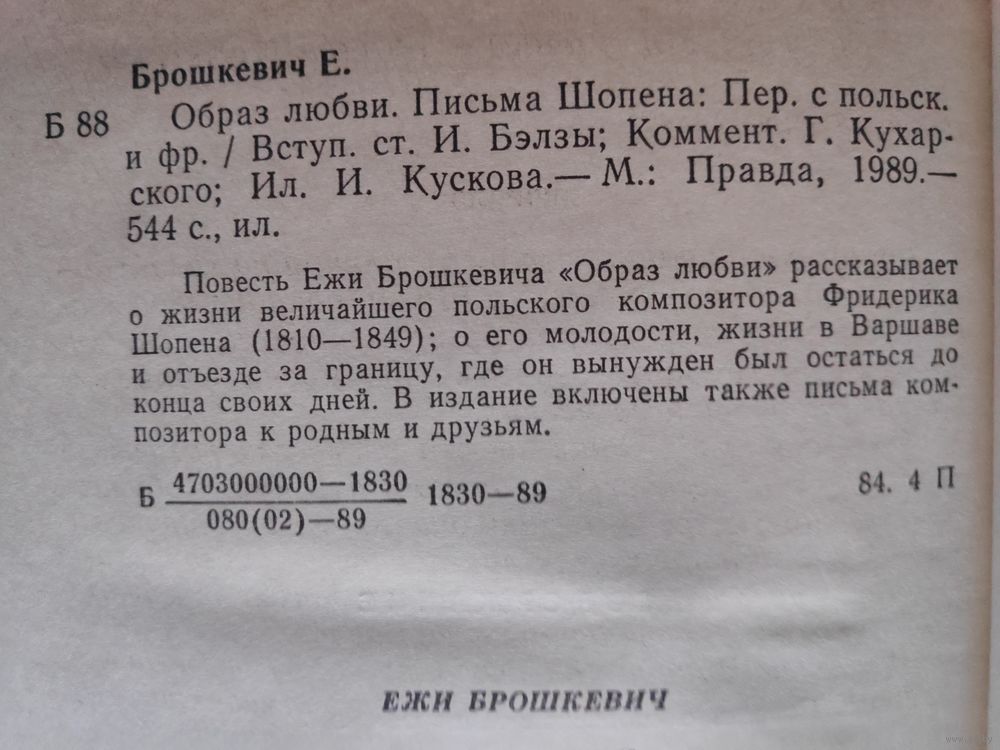 Брошкевич Е.
Б 88 Образ любви. Письма Шопена: Пер. с польск.
и фр. / Вступ. ст. И. Бэлзы; Коммент. Г. Кухар-
ского; Ил. И. Кускова.— М.: Правда, 1989.—
544 с., ил.
Повесть Ежи Брошкевича «Образ любви» рассказывает
о жизни величайшего польского композитора Фридерика
Шопена (1810—1849); о его молодости, жизни в Варшаве
и отъезде за границу, где он вынужден был остаться до
конца своих дней. В издание включены также письма ком-
позитора к родным и друзьям.
4703000000—1830
Б 1830—89 84. 4 П
080(02)—89
ЕЖИ БРОШКЕВИЧ